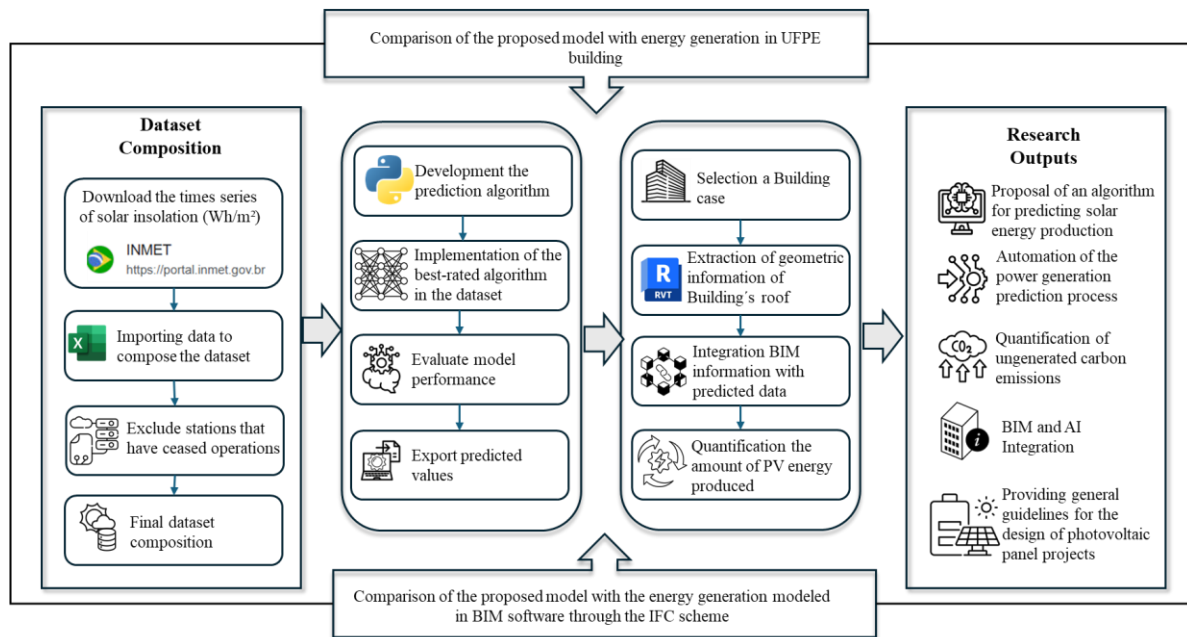 Comparison of the proposed model with energy generation in UFPE
building
Dataset
Composition
Download the times series
of solar insolation (Wh/m²)
INMET
https://portal.inmet.gov.br
X
Importing data to
compose the dataset
Exclude stations that
have ceased operations
Final dataset
composition
Development the
prediction algorithm
Implementation of the
best-rated algorithm
in the dataset
Evaluate model
performance
Export predicted
values
Selection a Building
case
R
RVT
Extraction of geometric
information of
Building´s roof
Integration BIM
information with
predicted data
Quantification the
amount of PV energy
produced
Research
Outputs
Proposal of an algorithm
for predicting solar
energy production
Automation of the
power generation
prediction process
CO2
Quantification of
ungenerated carbon
emissions
i
BIM and AI
Integration
Providing general
guidelines for the
design of photovoltaic
panel projects
Comparison of the proposed model with the energy generation modeled
in BIM software through the IFC scheme